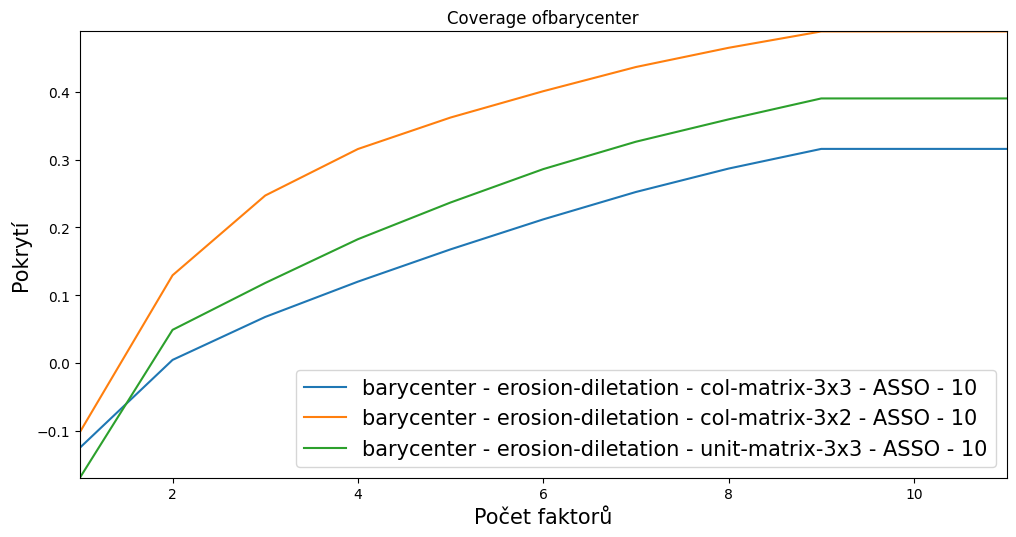 Coverage ofbarycenter
Pokrytí
0.4
0.3
0.2
0.1
0.0
−0.1
barycenter - erosion-diletation - col-matrix-3x3 - ASSO - 10
barycenter - erosion-diletation - col-matrix-3x2 - ASSO - 10
barycenter - erosion-diletation - unit-matrix-3x3 - ASSO - 10
2 4 6 8 10
Počet faktorů